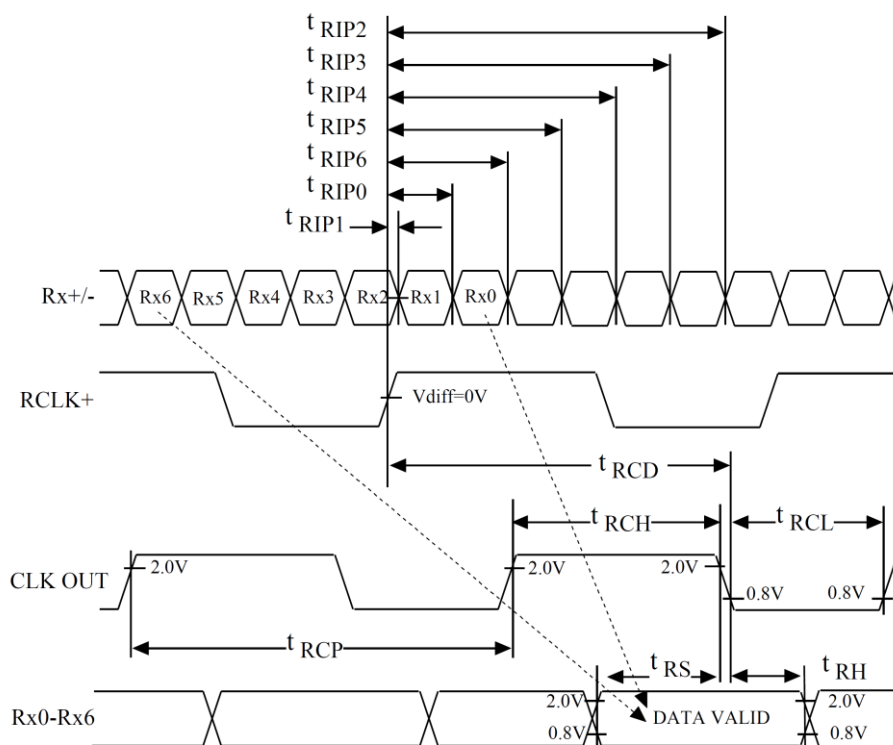 t RIP2
t RIP3
t RIP4
t RIP5
t RIP6
t RIP0
t RIP1
Rx+/- Rx6 Rx5 Rx4 Rx3 Rx2 Rx1 Rx0
RCLK+ Vdiff=0V
t RCD
t RCH t RCL
CLK OUT 2.0V 2.0V 2.0V 0.8V 0.8V
t RCP t RS t RH
Rx0-Rx6 2.0V DATA VALID 2.0V
0.8V 0.8V